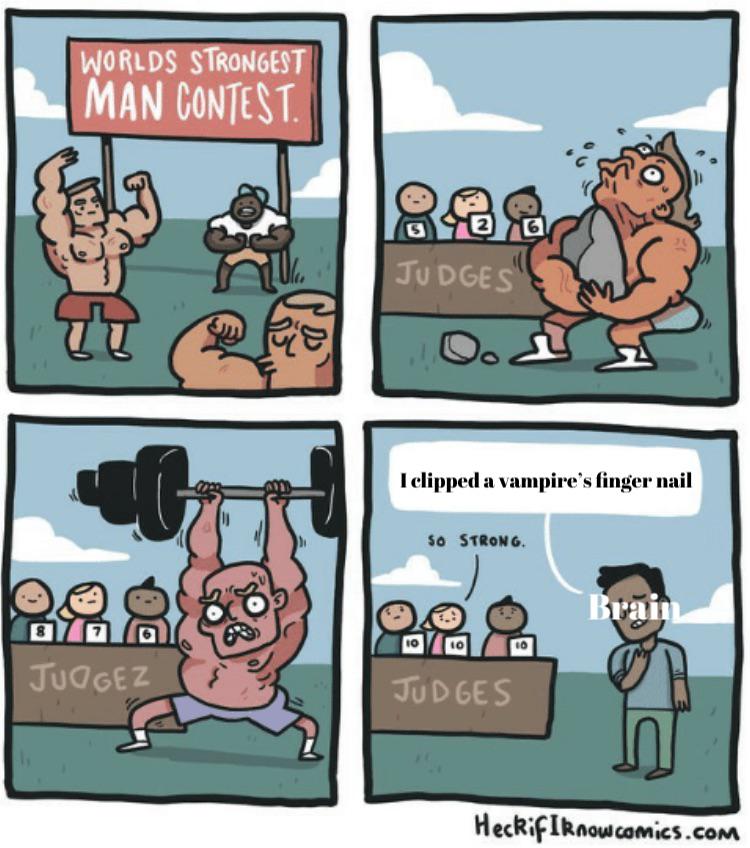 WORLDS STRONGEST
MAN CONTEST.
5
2
6
JUDGES
8
7
6
JUDGEZ
I clipped a vampire's finger nail
SO STRONG.
Brain
10
10
10
JUDGES
HeckifIknowcomics.com